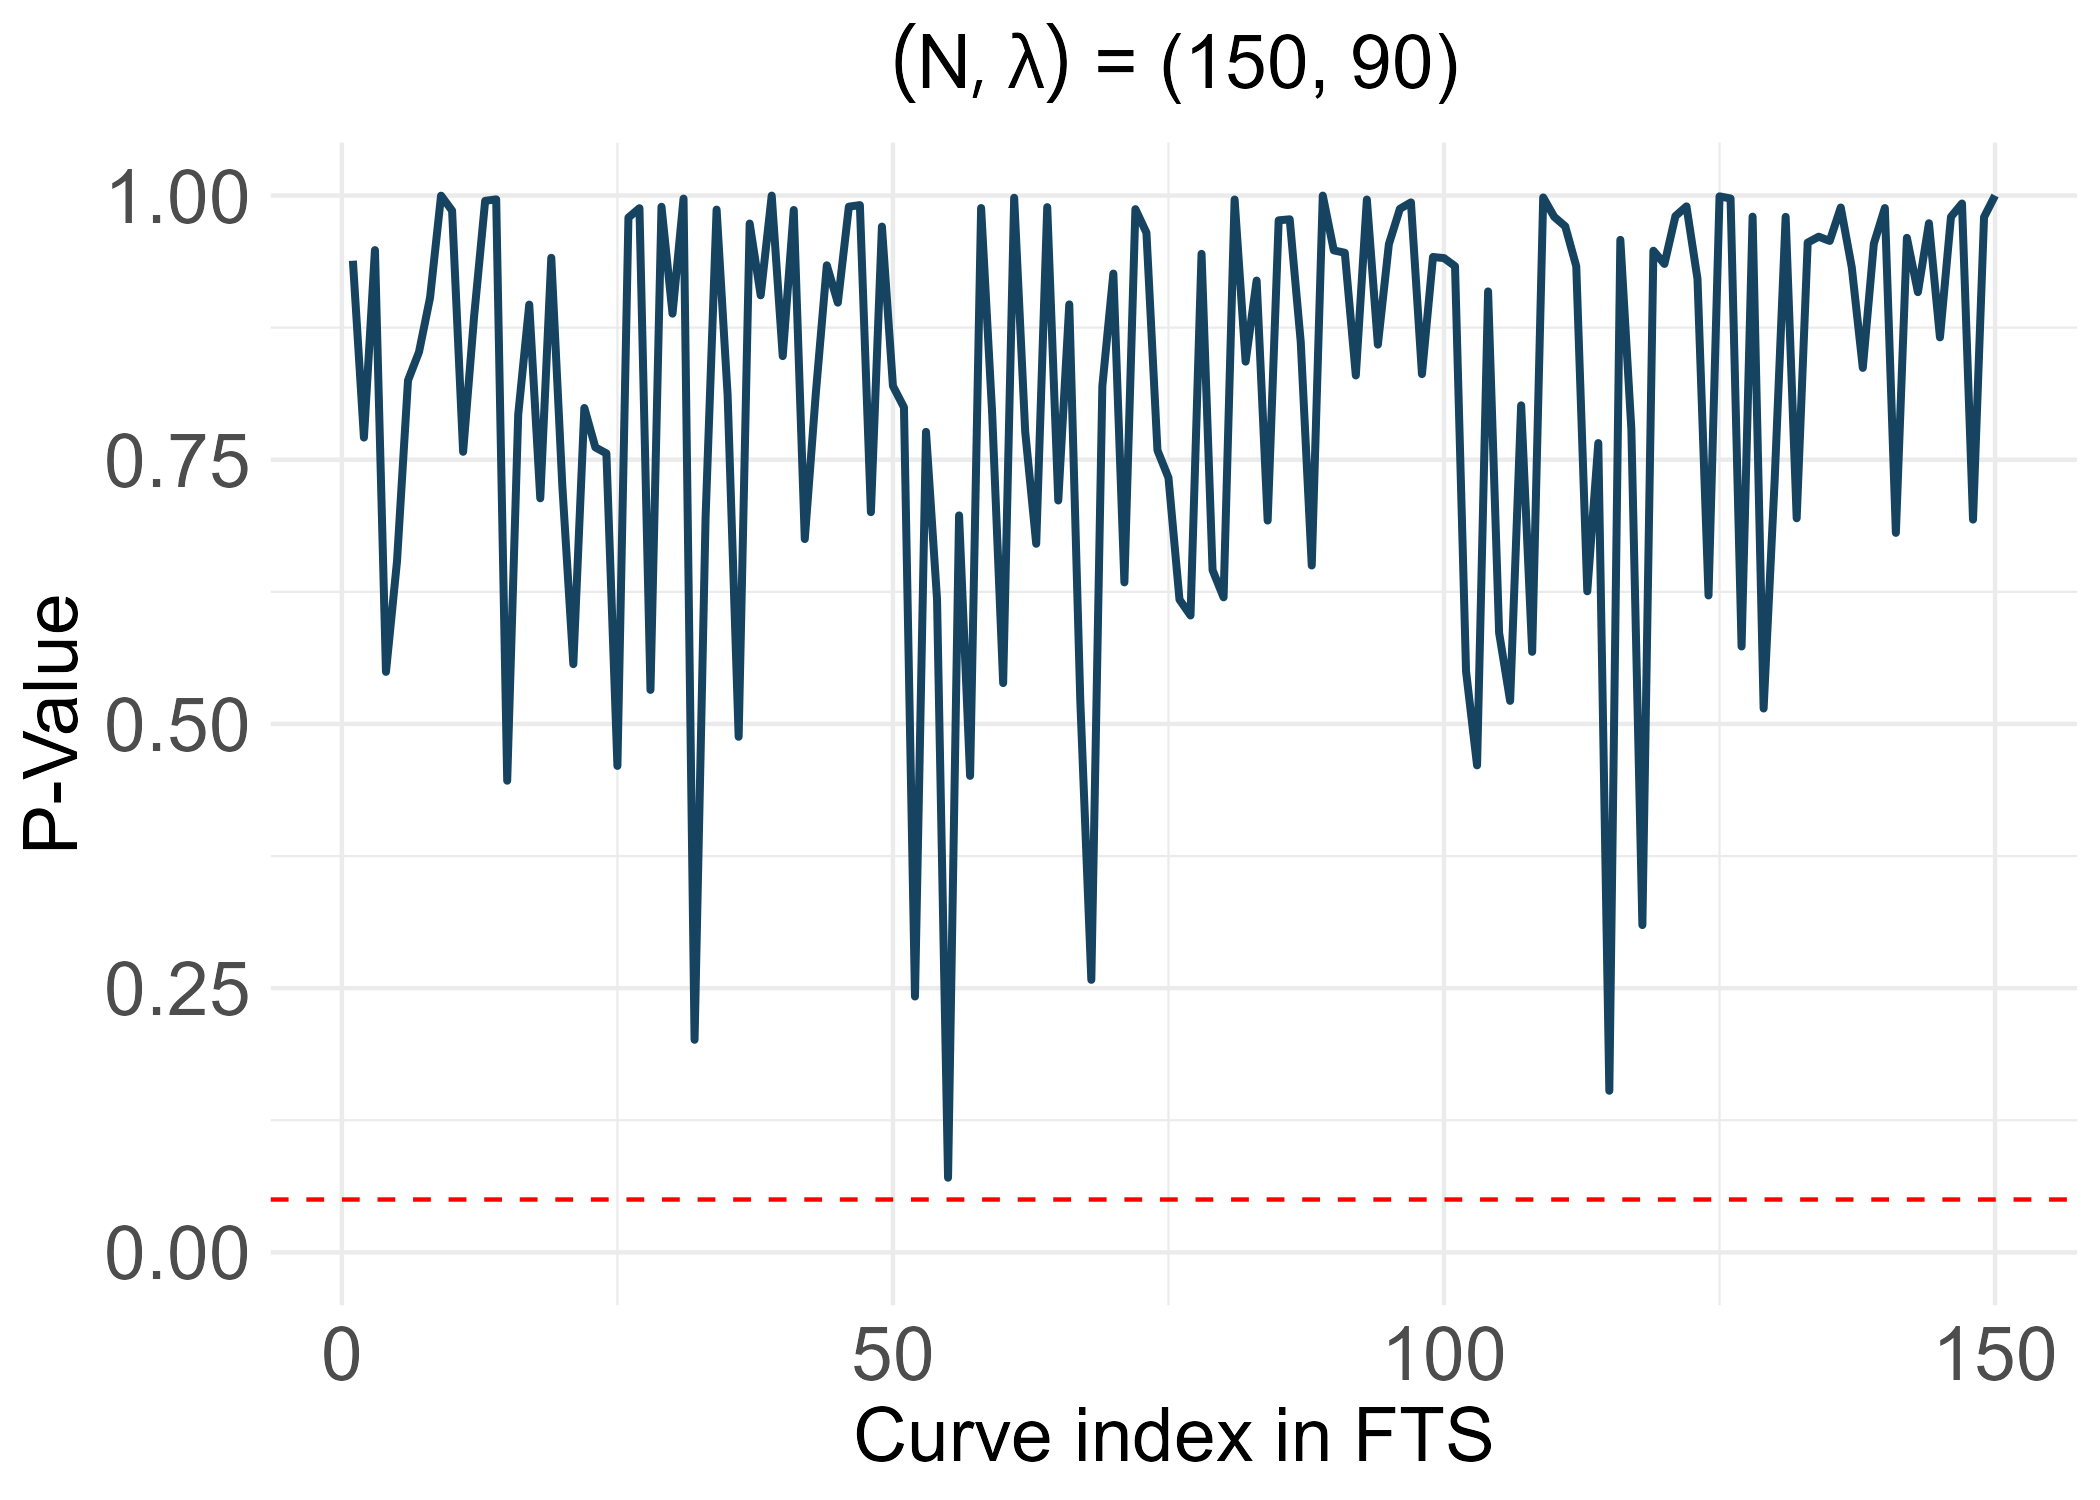 (N, λ) = (150, 90)
P-Value
1.00
0.75
0.50
0.25
0.00
0 50 100 150
Curve index in FTS